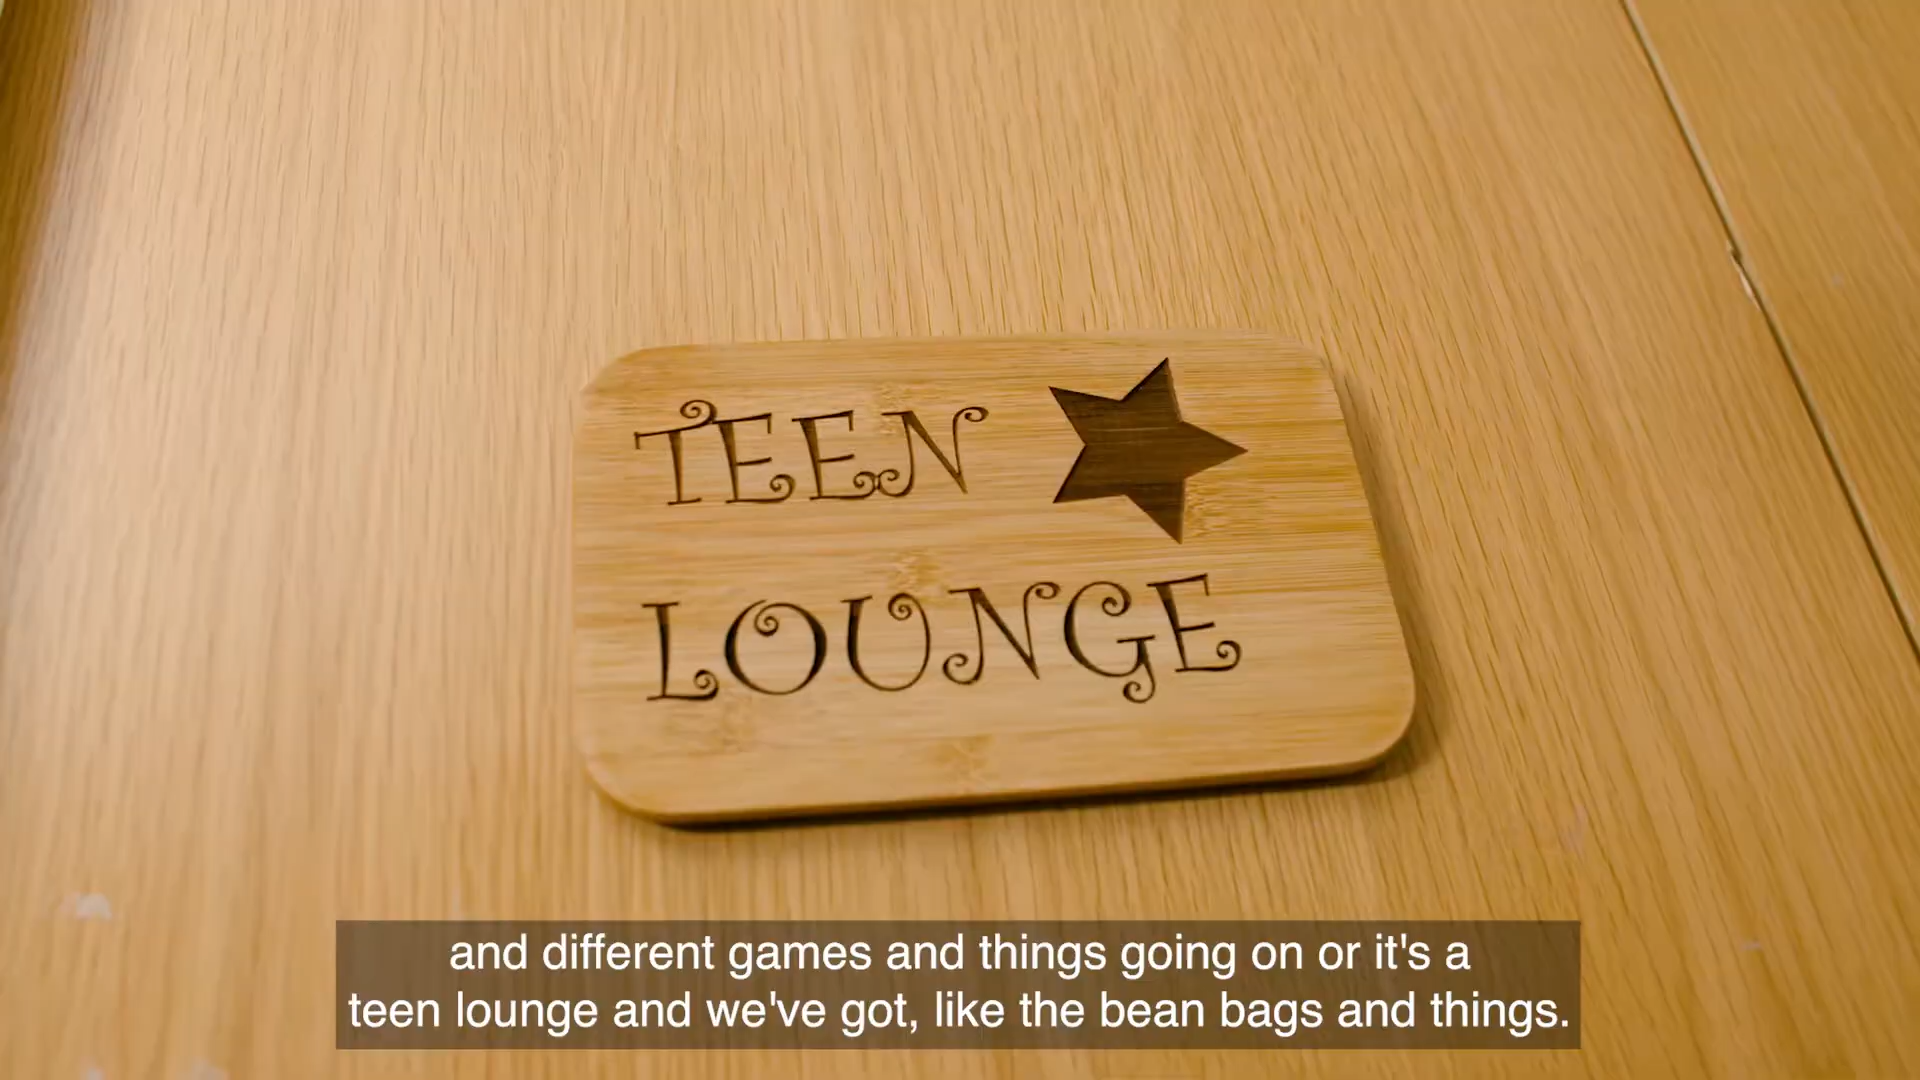 TEEN
LOUNGE
and different games and things going on or it's a
teen lounge and we've got, like the bean bags and things.